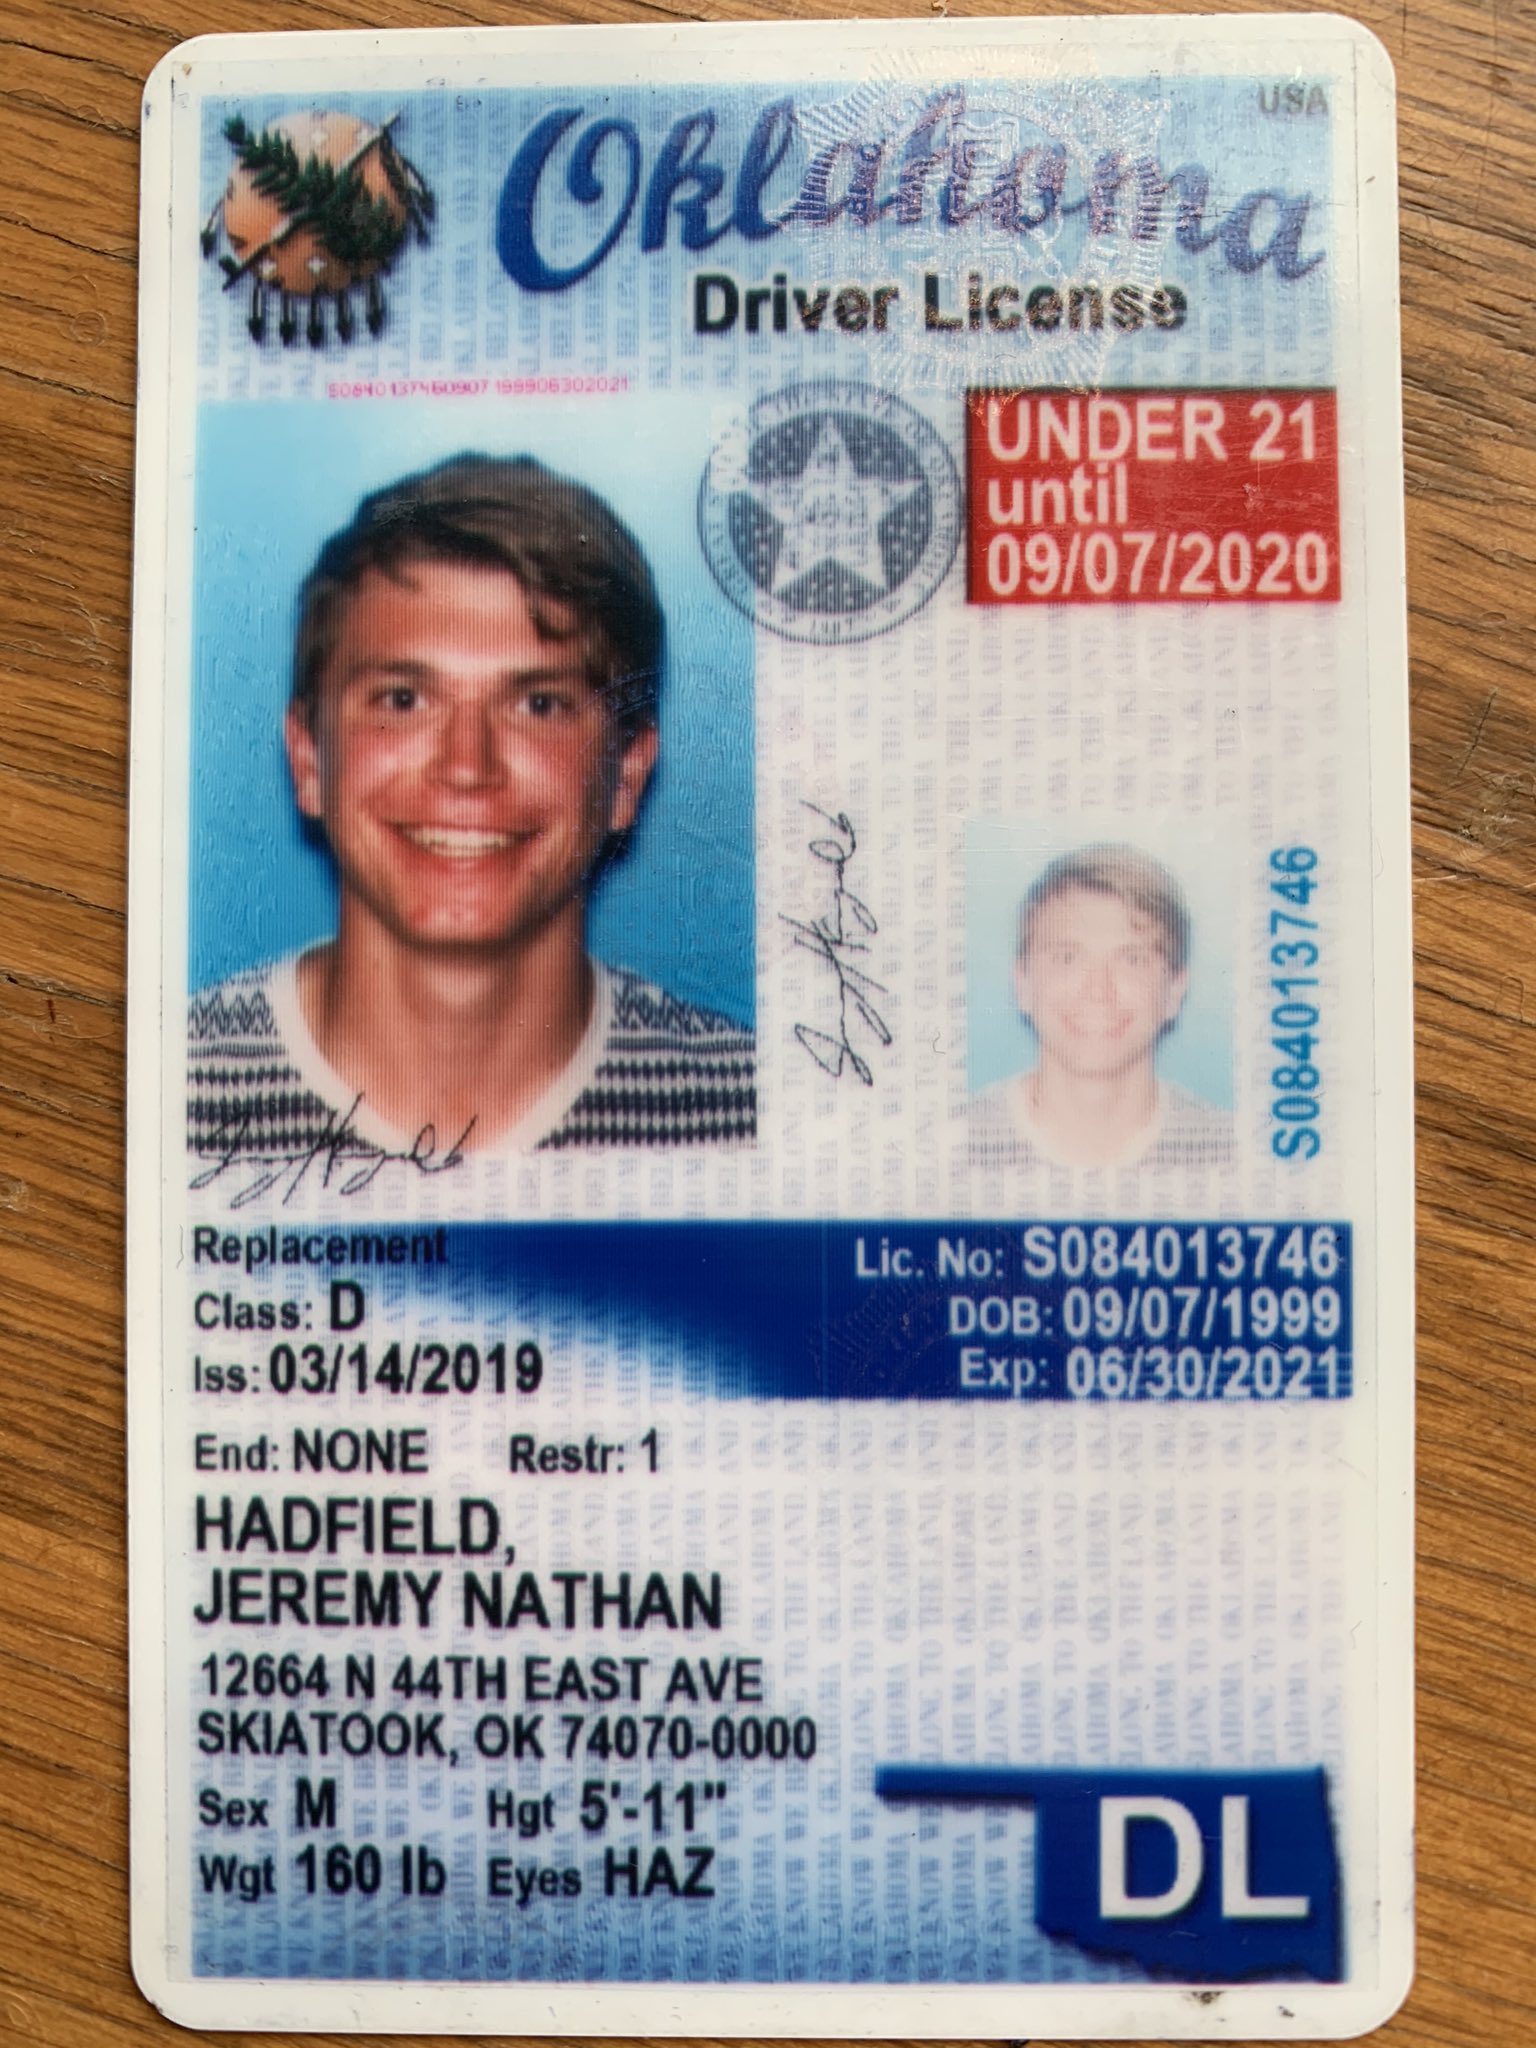 USA
Oklahoma
Driver License
S0840137460907199906302021
UNDER 21
until
09/07/2020
S084013746
Replacement
Class: D
Iss: 03/14/2019
Lic. No: S084013746
DOB: 09/07/1999
Exp: 06/30/2021
End: NONE Restr: 1
HADFIELD,
JEREMY NATHAN
12664 N 44TH EAST AVE
SKIATOOK, OK 74070-0000
Sex M Hgt 5'-11"
Wgt 160 lb Eyes HAZ
DL